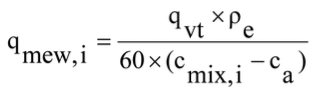 q_mew,i = (q_vt × ρ_e) / (60 × (c_mix,i − c_a))